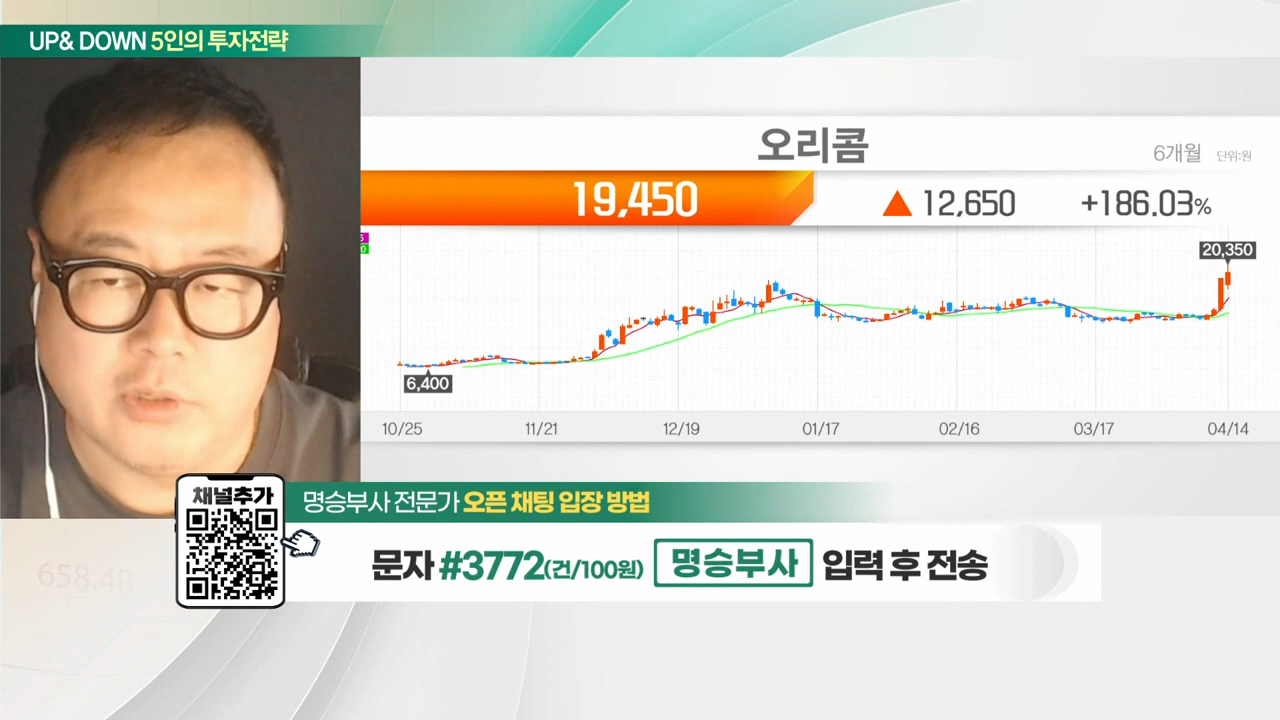 UP& DOWN 5인의 투자전략
오리콤
6개월 단위:원
19,450 ▲ 12,650 +186.03%
20,350
6,400
10/25 11/21 12/19 01/17 02/16 03/17 04/14
채널추가
명승부사 전문가 오픈 채팅 입장 방법
문자 #3772(건/100원) 명승부사 입력 후 전송
658.48